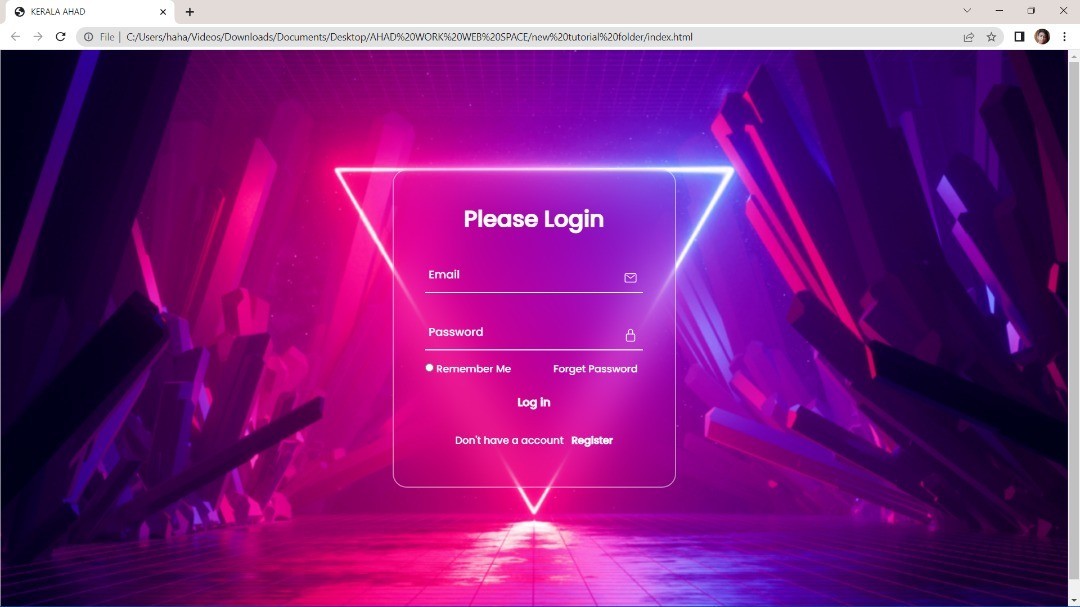 KERALA AHAD
File | C:/Users/haha/Videos/Downloads/Documents/Desktop/AHAD%20WORK%20WEB%20SPACE/new%20tutorial%20folder/index.html
Please Login
Email
Password
Remember Me Forget Password
Log in
Don't have a account Register